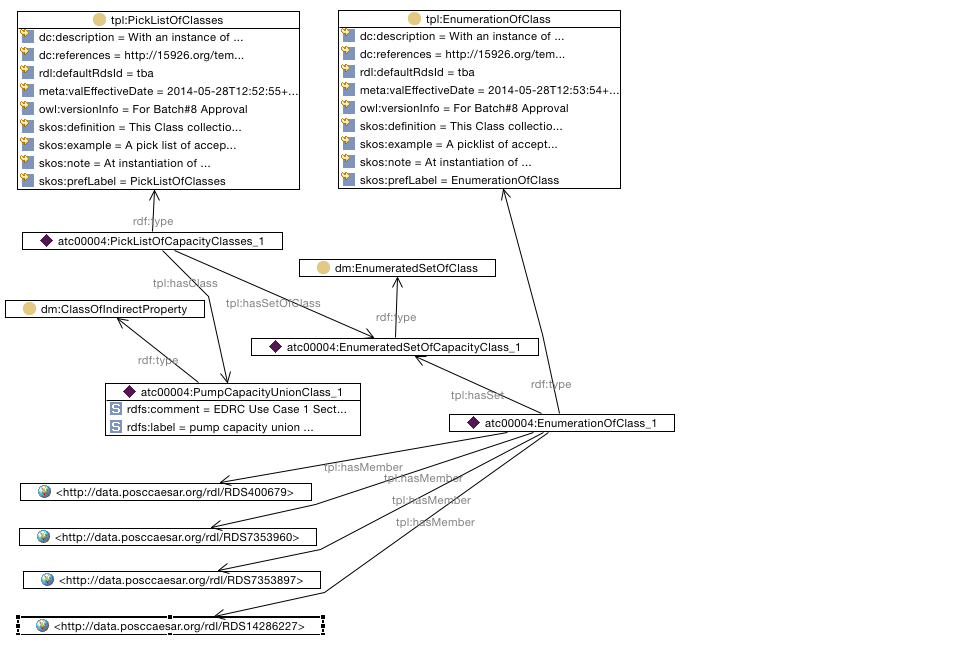 tpl:PickListOfClasses
dc:description = With an instance of ...
dc:references = http://15926.org/tem...
rdl:defaultRdsId = tba
meta:valEffectiveDate = 2014-05-28T12:52:55+...
owl:versionInfo = For Batch#8 Approval
skos:definition = This Class collectio...
skos:example = A pick list of accep...
skos:note = At instantiation of ...
skos:prefLabel = PickListOfClasses
tpl:EnumerationOfClass
dc:description = With an instance of ...
dc:references = http://15926.org/tem...
rdl:defaultRdsId = tba
meta:valEffectiveDate = 2014-05-28T12:53:54+...
owl:versionInfo = For Batch#8 Approval
skos:definition = This Class collectio...
skos:example = A picklist of accept...
skos:note = At instantiation of ...
skos:prefLabel = EnumerationOfClass
rdf:type
atc00004:PickListOfCapacityClasses_1
dm:EnumeratedSetOfClass
tpl:hasClass
tpl:hasSetOfClass
dm:ClassOfIndirectProperty
rdf:type
atc00004:EnumeratedSetOfCapacityClass_1
rdf:type
rdf:type
atc00004:PumpCapacityUnionClass_1
S rdfs:comment = EDRC Use Case 1 Sect...
S rdfs:label = pump capacity union ...
tpl:hasSet
atc00004:EnumerationOfClass_1
tpl:hasMember
tpl:hasMember
tpl:hasMember
tpl:hasMember
<http://data.posccaesar.org/rdl/RDS400679>
<http://data.posccaesar.org/rdl/RDS7353960>
<http://data.posccaesar.org/rdl/RDS7353897>
<http://data.posccaesar.org/rdl/RDS14286227>